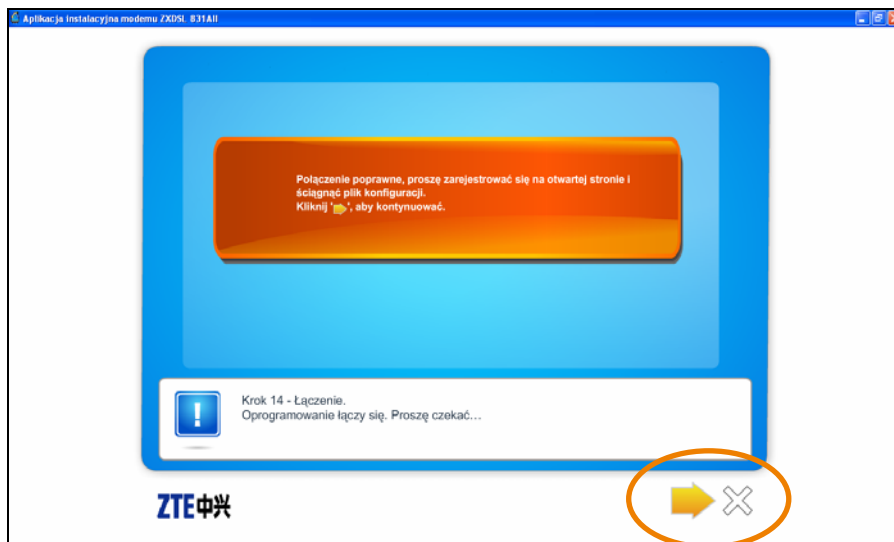 Aplikacja instalacyjna modemu ZXDSL 831AII
Połączenie poprawne, proszę zarejestrować się na otwartej stronie i
ściągnąć plik konfiguracji.
Kliknij '', aby kontynuować.
Krok 14 - Łączenie.
Oprogramowanie łączy się. Proszę czekać...
ZTE中兴